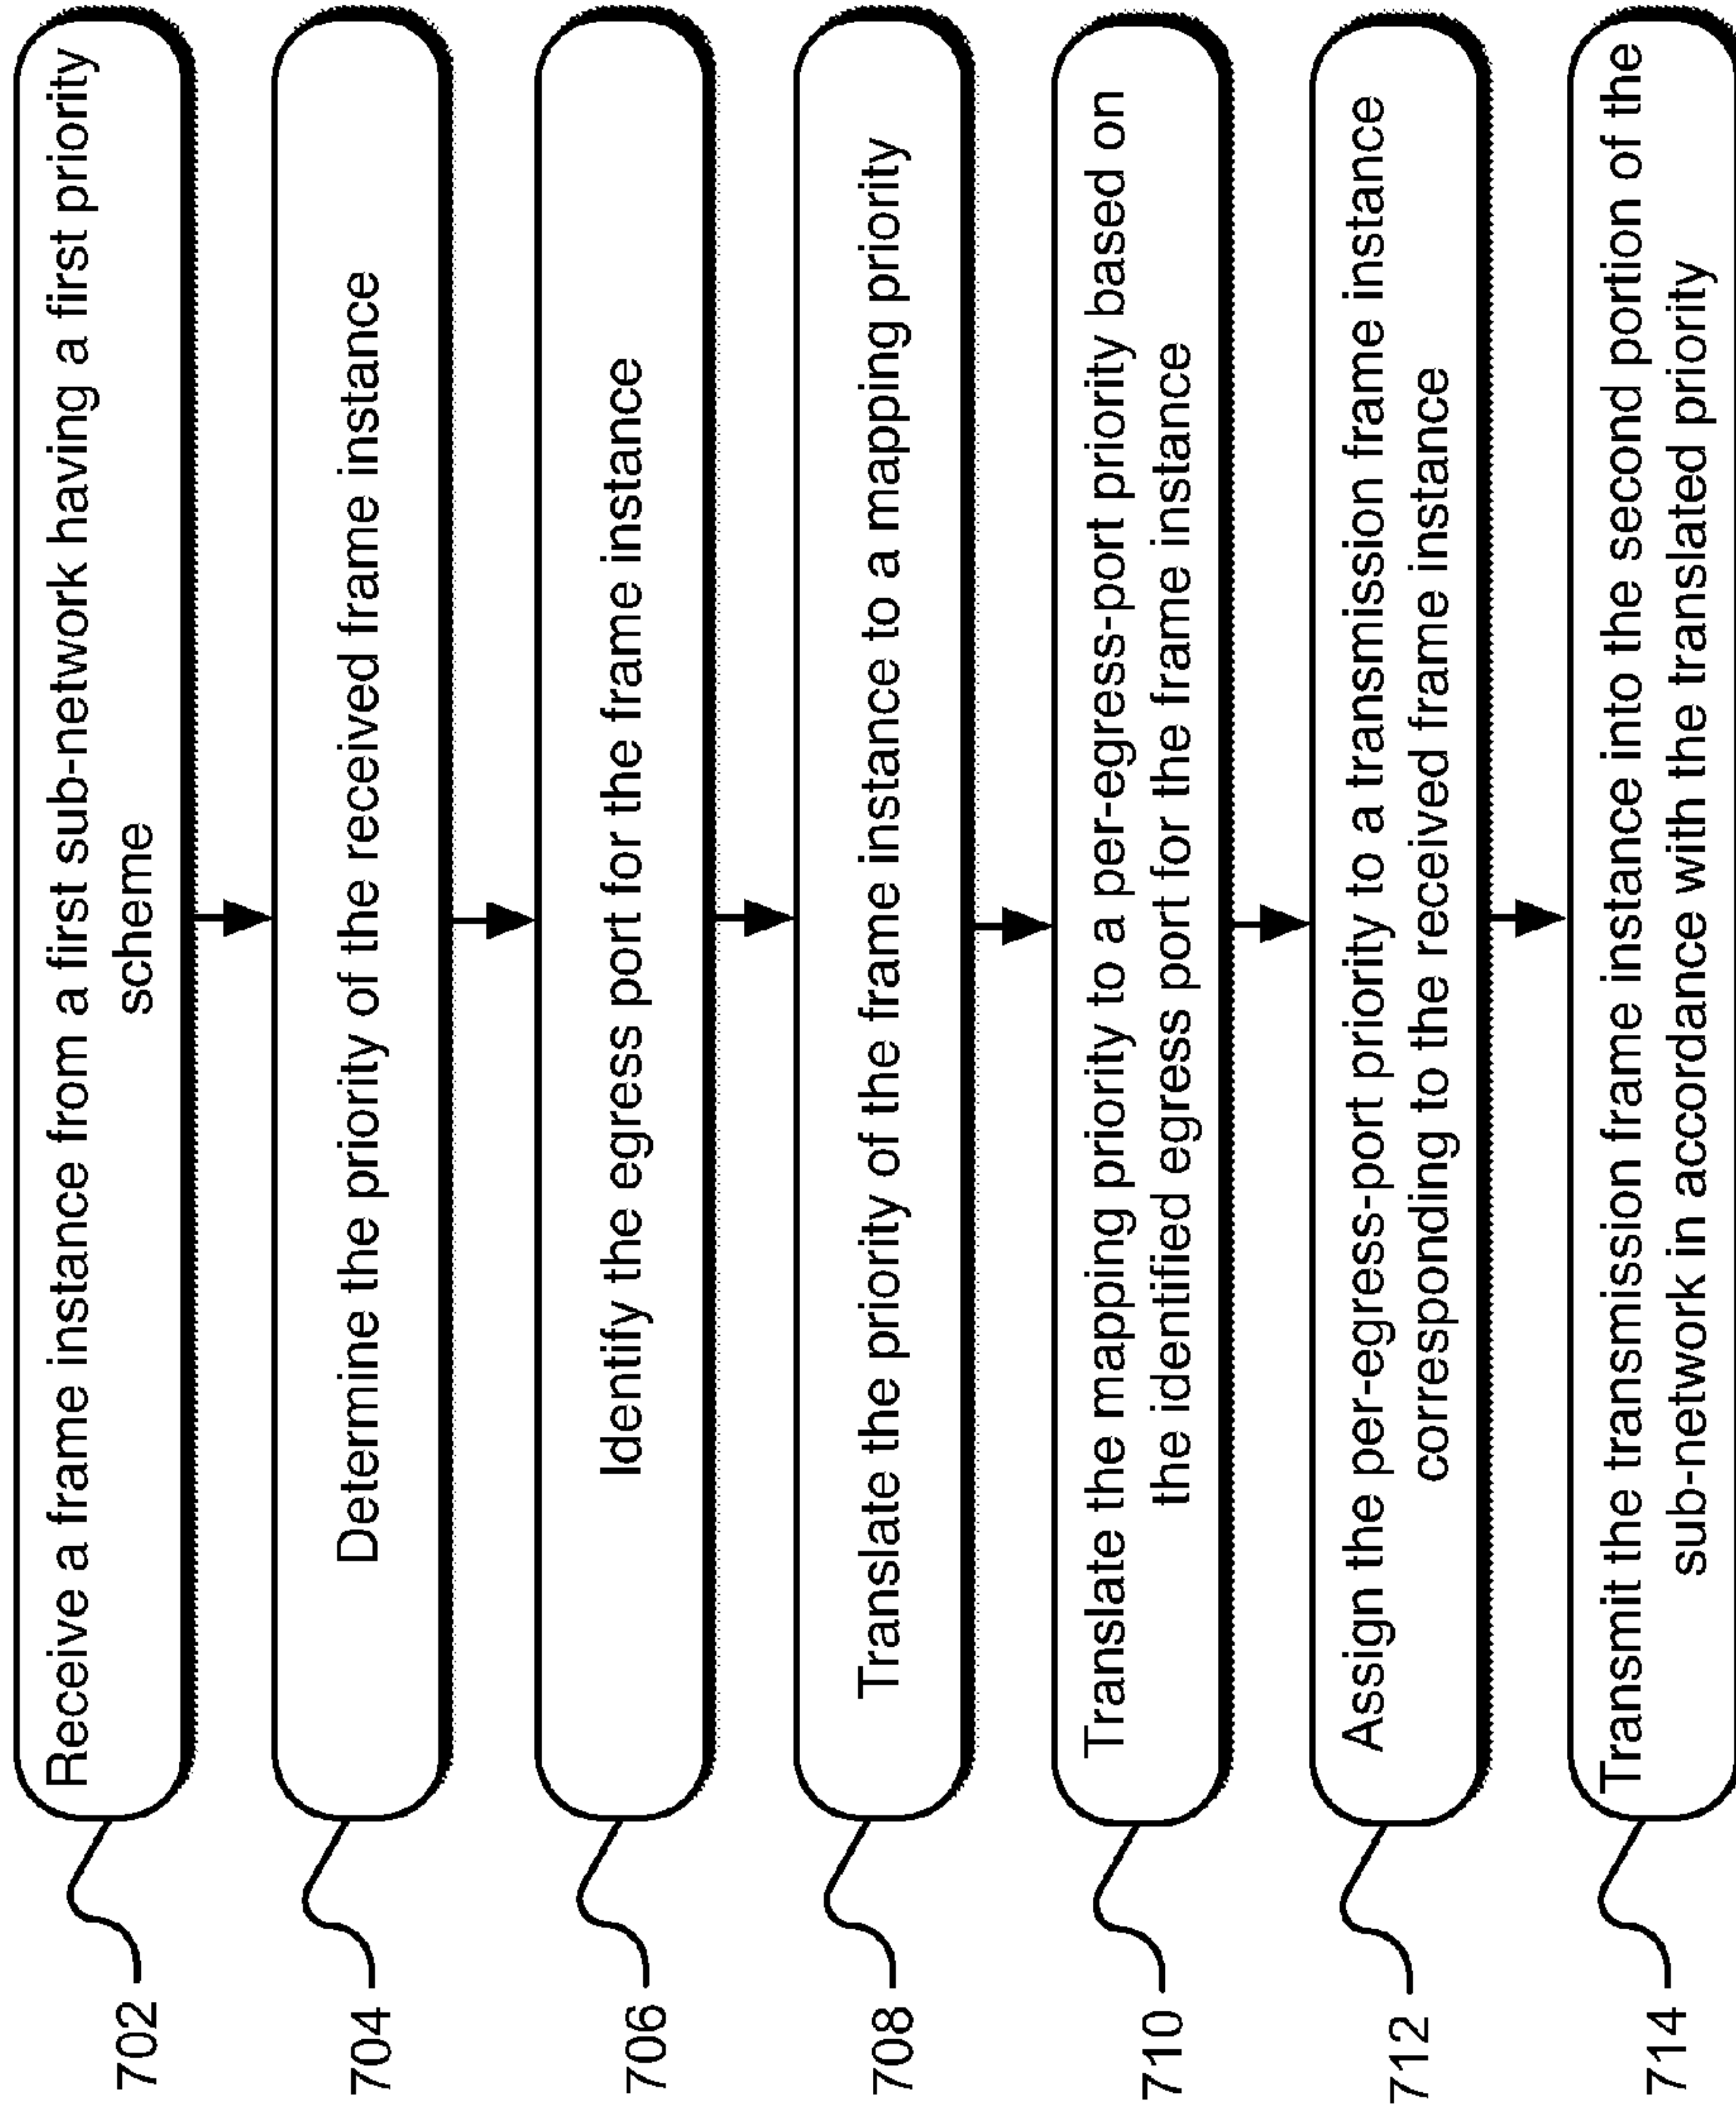 702
Receive a frame instance from a first sub-network having a first priority
scheme
704
Determine the priority of the received frame instance
706
Identify the egress port for the frame instance
708
Translate the priority of the frame instance to a mapping priority
710
Translate the mapping priority to a per-egress-port priority based on
the identified egress port for the frame instance
712
Assign the per-egress-port priority to a transmission frame instance
corresponding to the received frame instance
714
Transmit the transmission frame instance into the second portion of the
sub-network in accordance with the translated priority